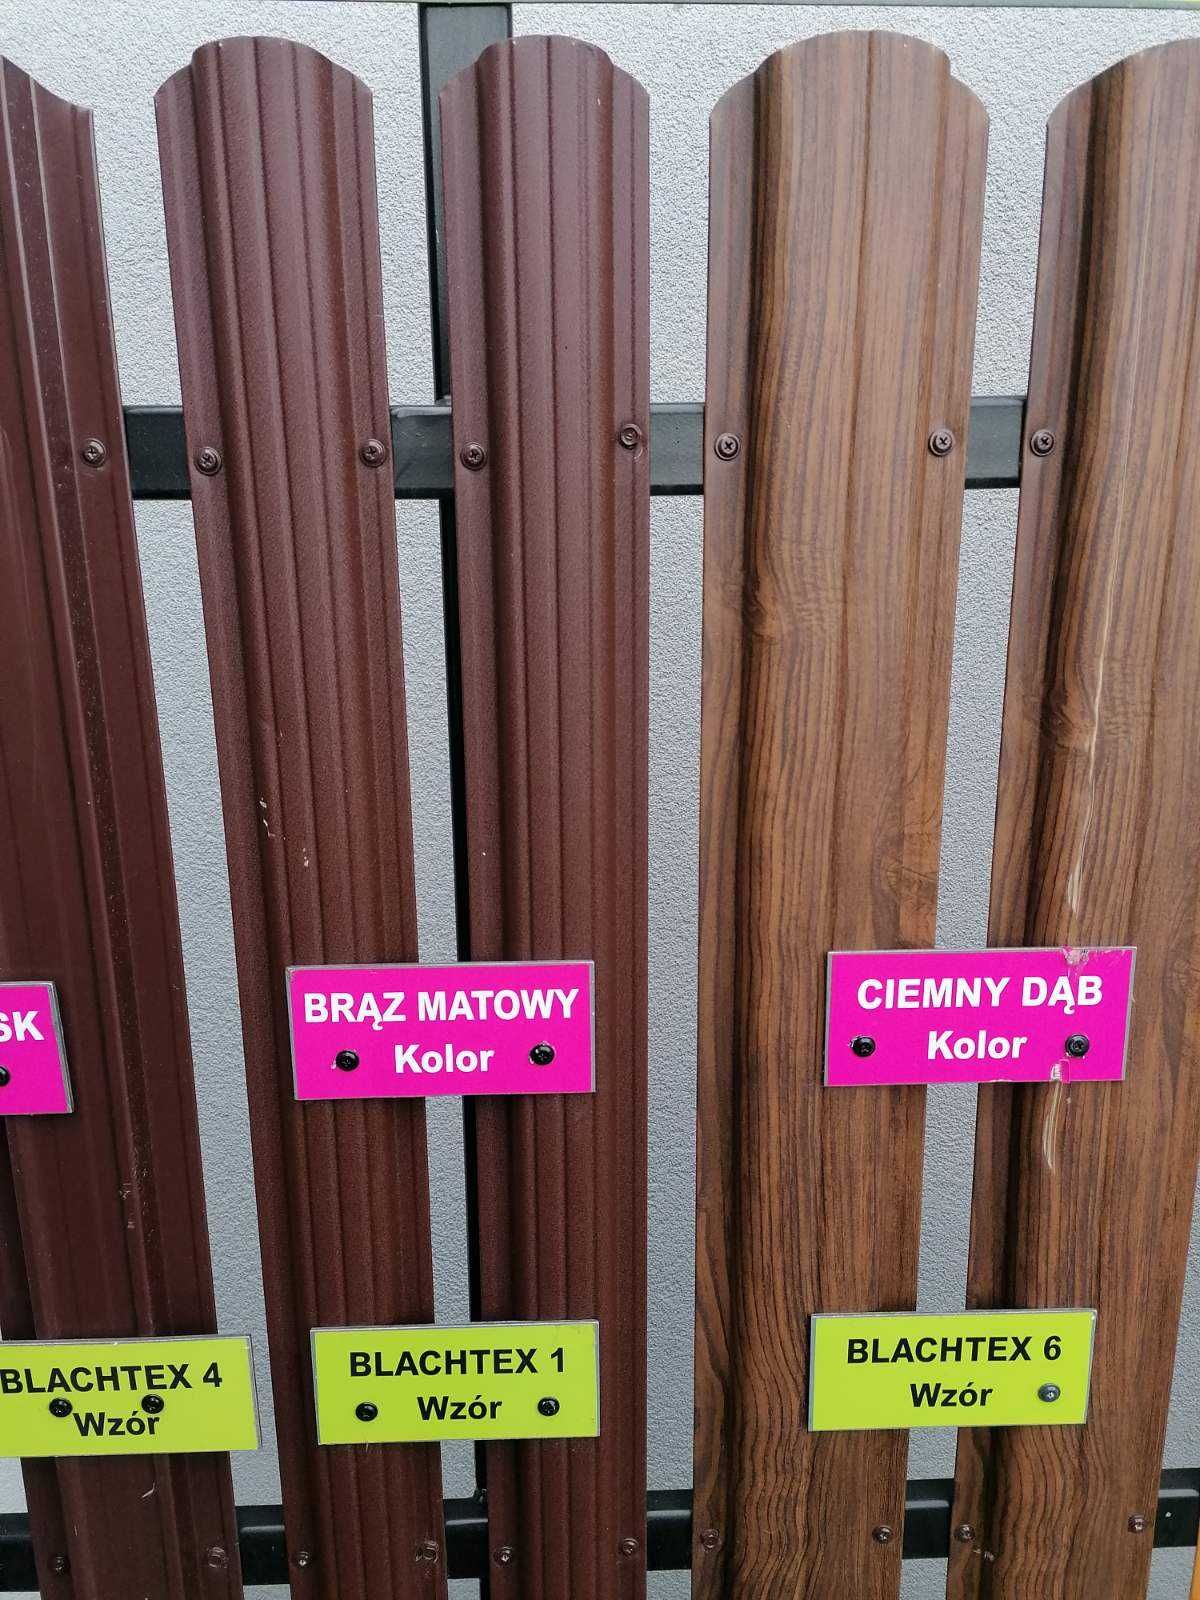 SK
BRĄZ MATOWY
Kolor
CIEMNY DĄB
Kolor
BLACHTEX 4
Wzór
BLACHTEX 1
Wzór
BLACHTEX 6
Wzór